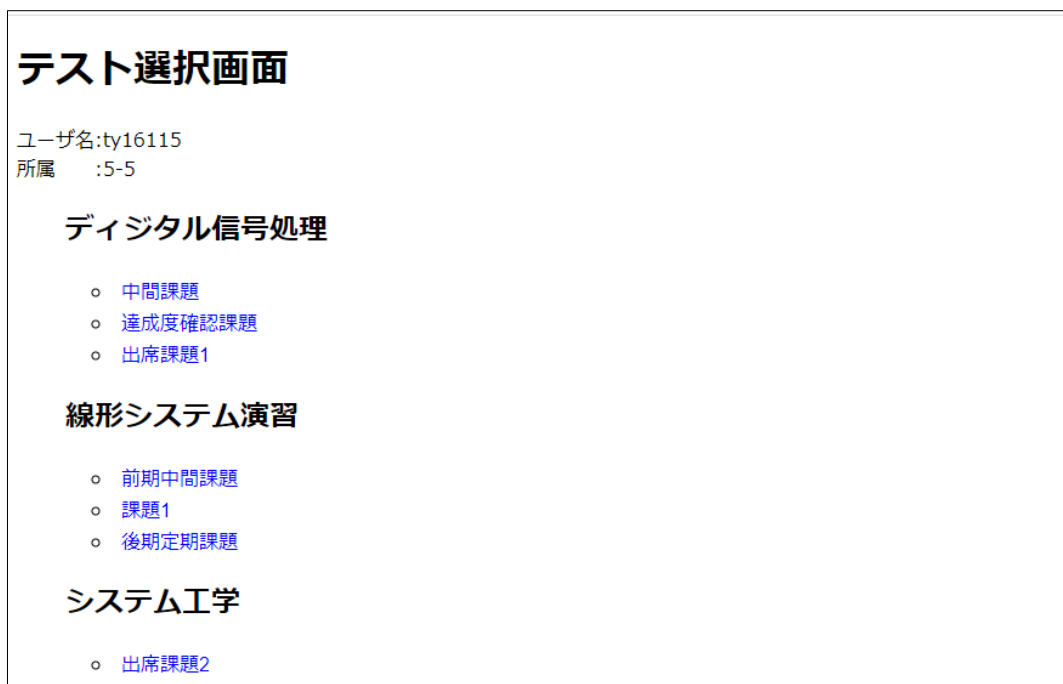 テスト選択画面
ユーザ名:ty16115
所属　　:5-5
ディジタル信号処理
中間課題
達成度確認課題
出席課題1
線形システム演習
前期中間課題
課題1
後期定期課題
システム工学
出席課題2